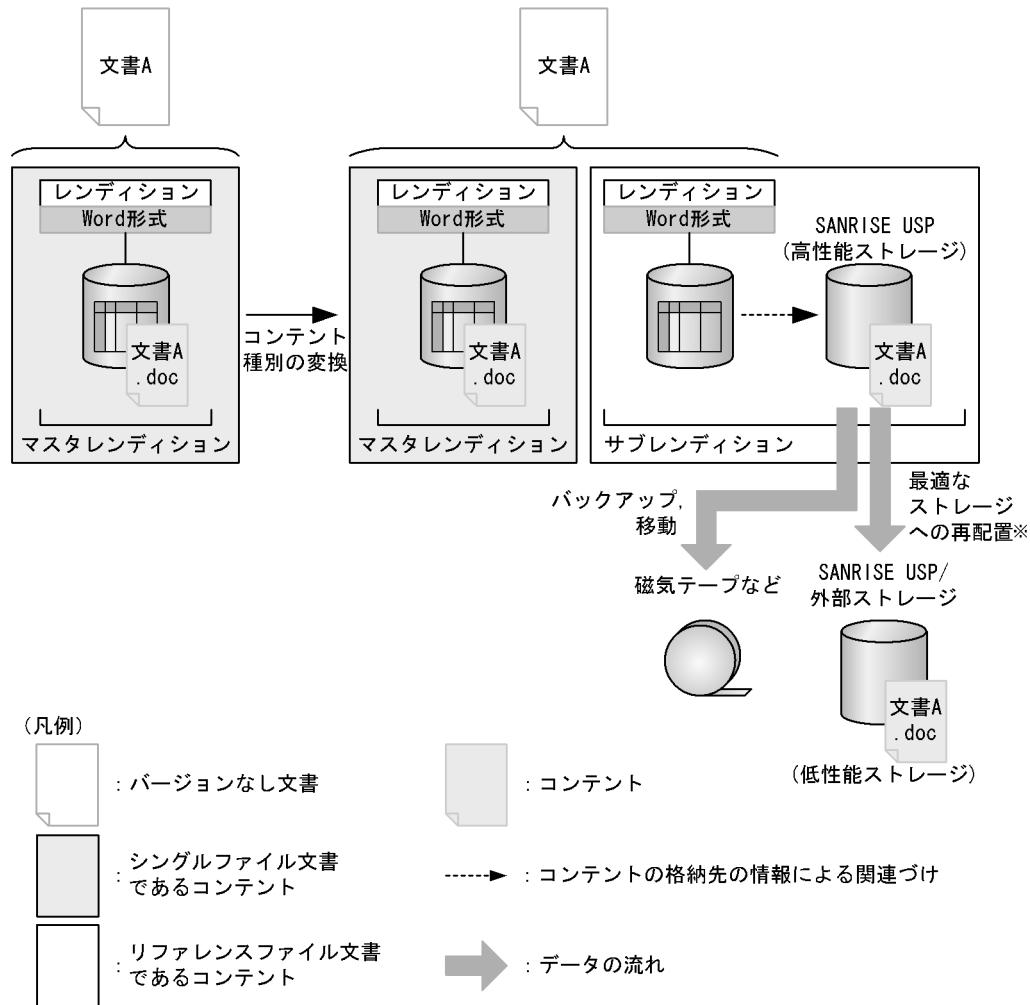 文書A
文書A
レンディション
Word形式
文書A
.doc
マスタレンディション
コンテント
種別の変換
レンディション
Word形式
文書A
.doc
マスタレンディション
レンディション
Word形式
SANRISE USP
(高性能ストレージ)
文書A
.doc
サブレンディション
バックアップ,
移動
最適な
ストレージ
への再配置※
磁気テープなど
SANRISE USP/
外部ストレージ
文書A
.doc
(低性能ストレージ)
(凡例)
：バージョンなし文書
：コンテント
：シングルファイル文書
であるコンテント
：コンテントの格納先の情報による関連づけ
：リファレンスファイル文書
であるコンテント
：データの流れ